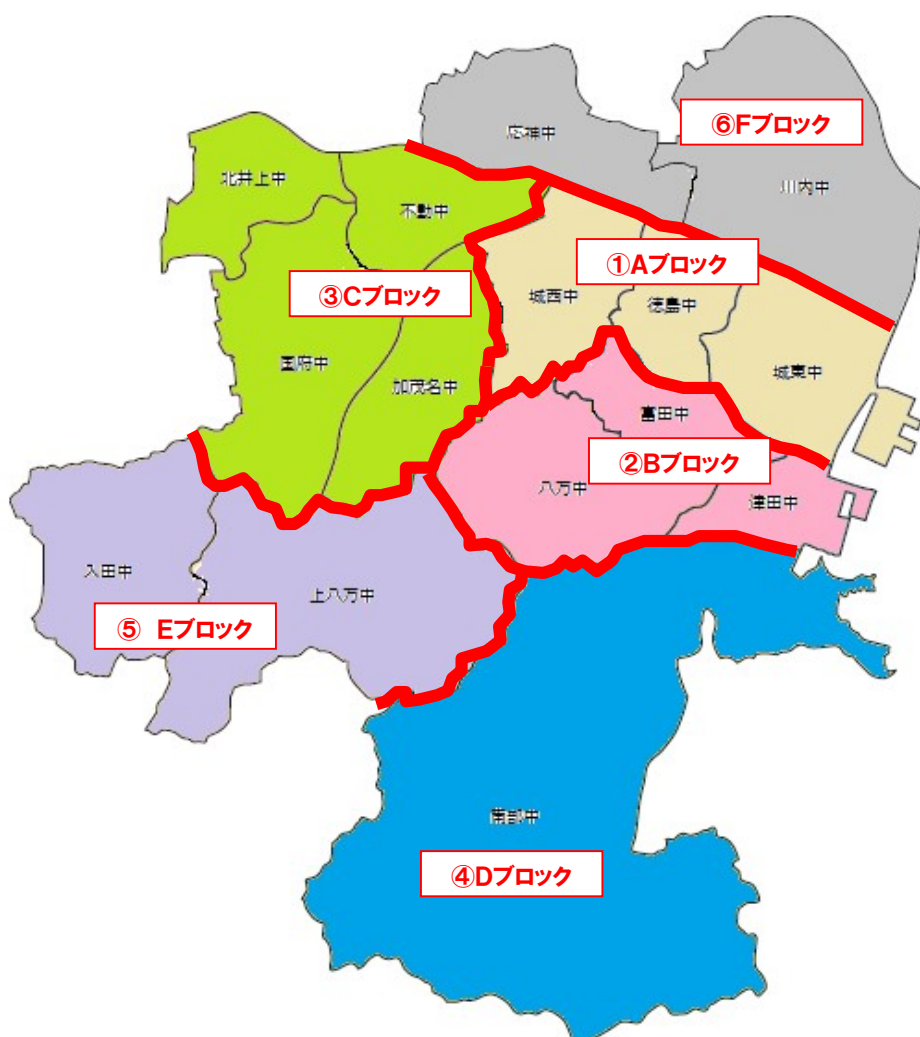 応神中
⑥Fブロック
川内中
北井上中
不動中
①Aブロック
③Cブロック
城西中
徳島中
国府中
加茂名中
城東中
富田中
②Bブロック
八万中
津田中
入田中
上八万中
⑤ Eブロック
南部中
④Dブロック